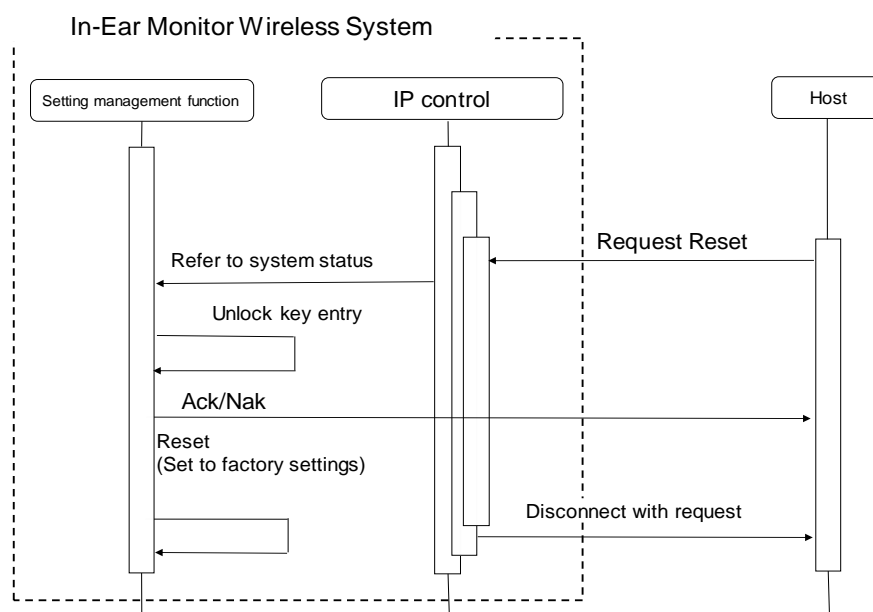 In-Ear Monitor Wireless System
Setting management function
IP control
Host
Request Reset
Refer to system status
Unlock key entry
Ack/Nak
Reset
(Set to factory settings)
Disconnect with request